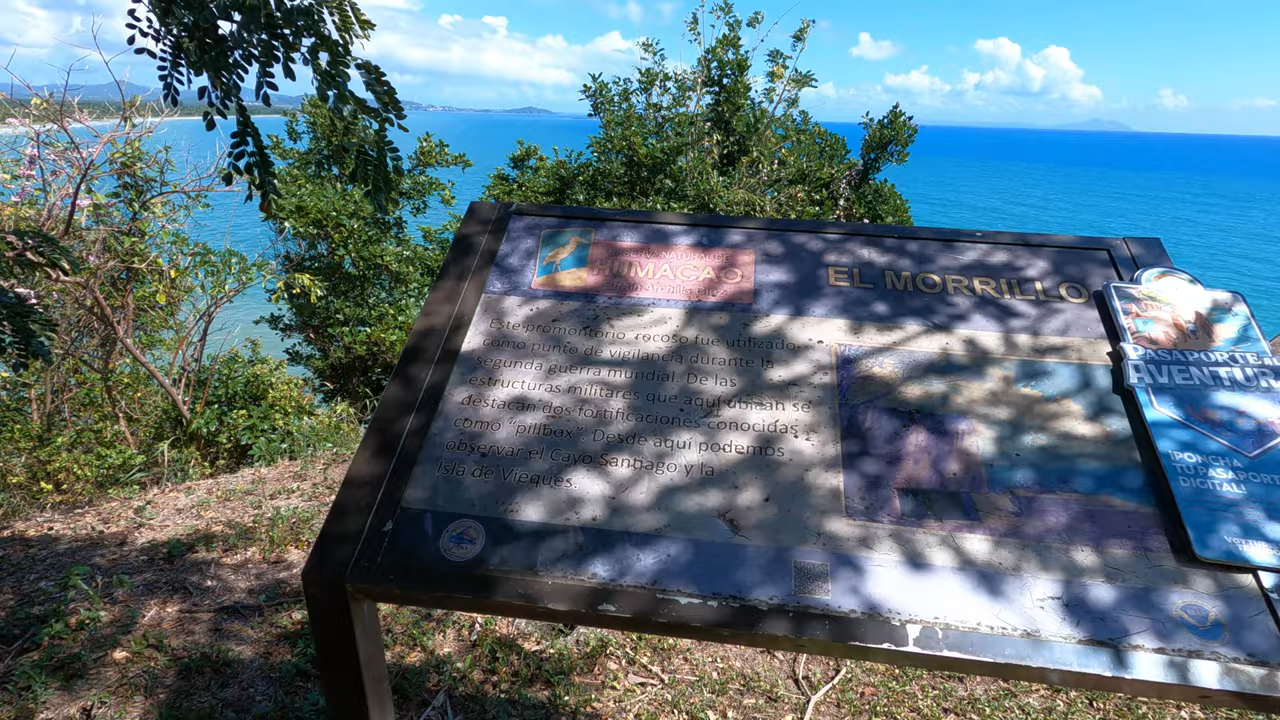 RESERVA NATURAL DE
HUMACAO
EL MORRILLO
Este promontorio rocoso fue utilizado
como punto de vigilancia durante la
segunda guerra mundial. De las
estructuras militares que aquí ubican se
destacan dos fortificaciones conocidas
como "pillbox". Desde aquí podemos
observar el Cayo Santiago y la
Isla de Vieques.
PASAPORTE
AVENTUR
¡PONCHA
TU PASAPORT
DIGITAL!